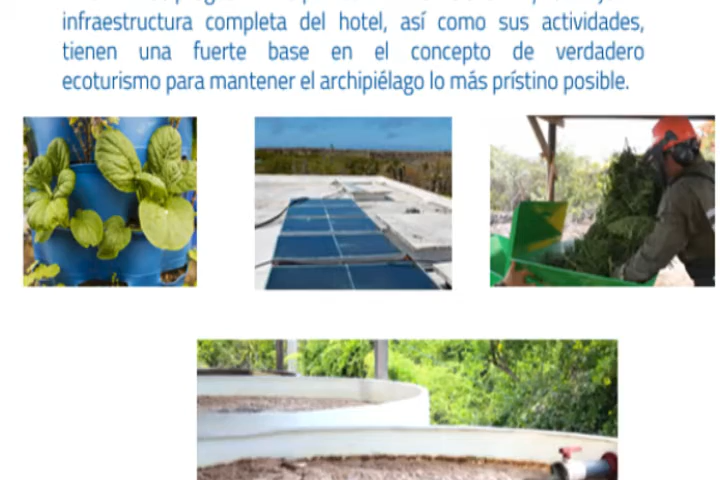 infraestructura completa del hotel, así como sus actividades,
tienen una fuerte base en el concepto de verdadero
ecoturismo para mantener el archipiélago lo más prístino posible.